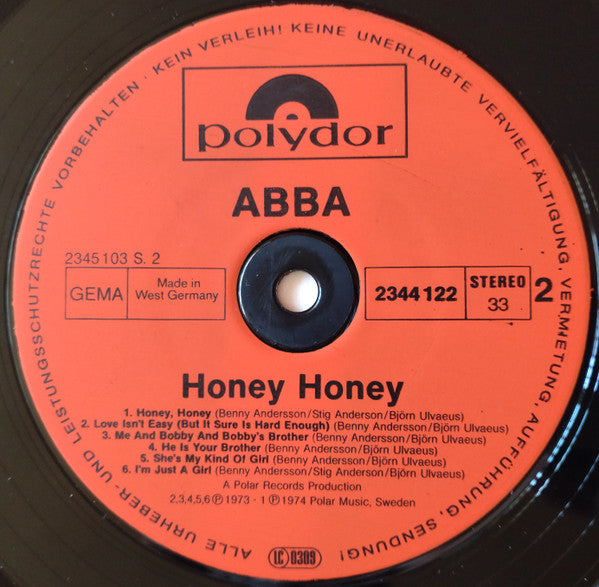 ALLE URHEBER- UND LEISTUNGSSCHUTZRECHTE VORBEHALTEN · KEIN VERLEIH! KEINE UNERLAUBTE VERVIELFÄLTIGUNG, VERMIETUNG, AUFFÜHRUNG, SENDUNG!
polydor
ABBA
2345103 S. 2
GEMA
Made in
West Germany
2344122
STEREO
33
2
Honey Honey
1. Honey, Honey (Benny Andersson/Stig Anderson/Björn Ulvaeus)
2. Love Isn't Easy (But It Sure Is Hard Enough) (Benny Andersson/Björn Ulvaeus)
3. Me And Bobby And Bobby's Brother (Benny Andersson/Björn Ulvaeus)
4. He Is Your Brother (Benny Andersson/Björn Ulvaeus)
5. She's My Kind Of Girl (Benny Andersson/Björn Ulvaeus)
6. I'm Just A Girl (Benny Andersson/Stig Anderson/Björn Ulvaeus)
A Polar Records Production
2,3,4,5,6 ℗ 1973 · 1 ℗ 1974 Polar Music, Sweden
LC 0309